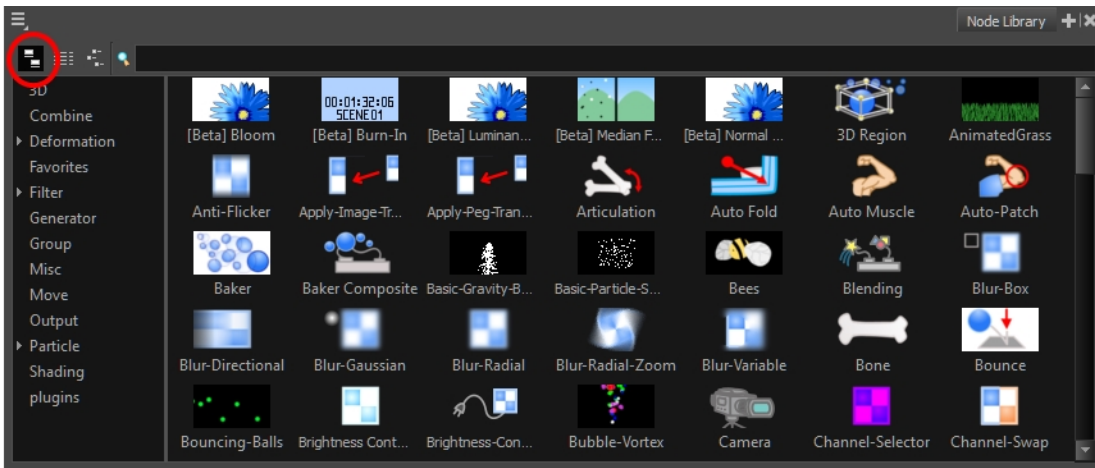 Node Library
3D
Combine
Deformation
Favorites
Filter
Generator
Group
Misc
Move
Output
Particle
Shading
plugins
[Beta] Bloom
00:01:32:06
SCENE01
[Beta] Burn-In
[Beta] Luminan...
[Beta] Median F...
[Beta] Normal ...
3D Region
AnimatedGrass
Anti-Flicker
Apply-Image-Tr...
Apply-Peg-Tran...
Articulation
Auto Fold
Auto Muscle
Auto-Patch
Baker
Baker Composite
Basic-Gravity-B...
Basic-Particle-S...
Bees
Blending
Blur-Box
Blur-Directional
Blur-Gaussian
Blur-Radial
Blur-Radial-Zoom
Blur-Variable
Bone
Bounce
Bouncing-Balls
Brightness Cont...
Brightness-Con...
Bubble-Vortex
Camera
Channel-Selector
Channel-Swap